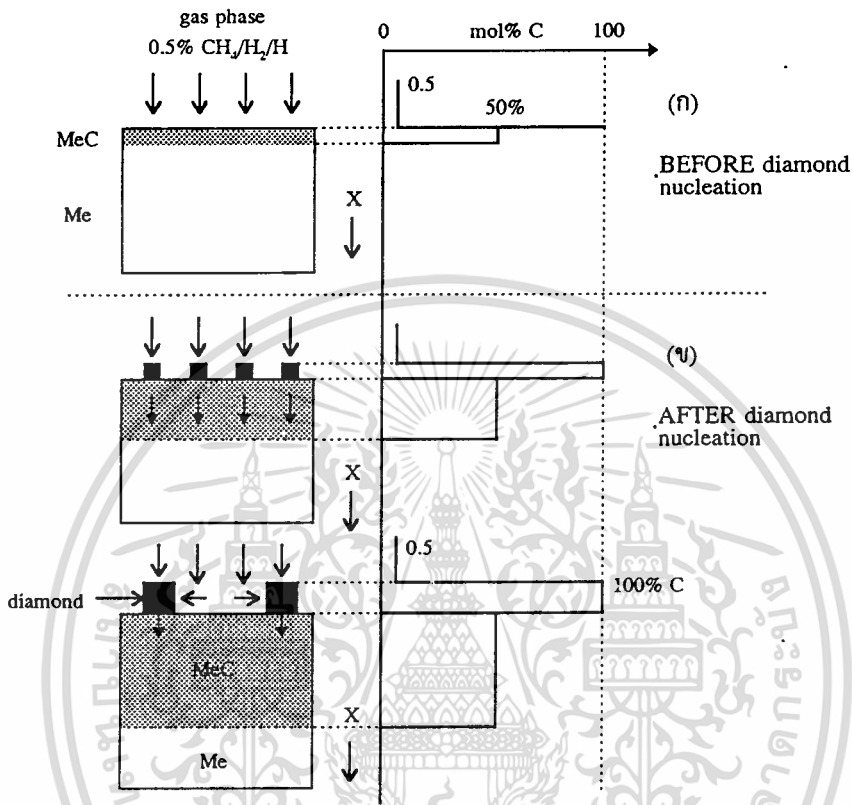 gas phase
0.5% CH₄/H₂/H
0 mol% C 100
0.5
50%
(ก)
MeC
BEFORE diamond
nucleation
Me
X
(ข)
AFTER diamond
nucleation
X
0.5
diamond
100% C
MeC
X
Me